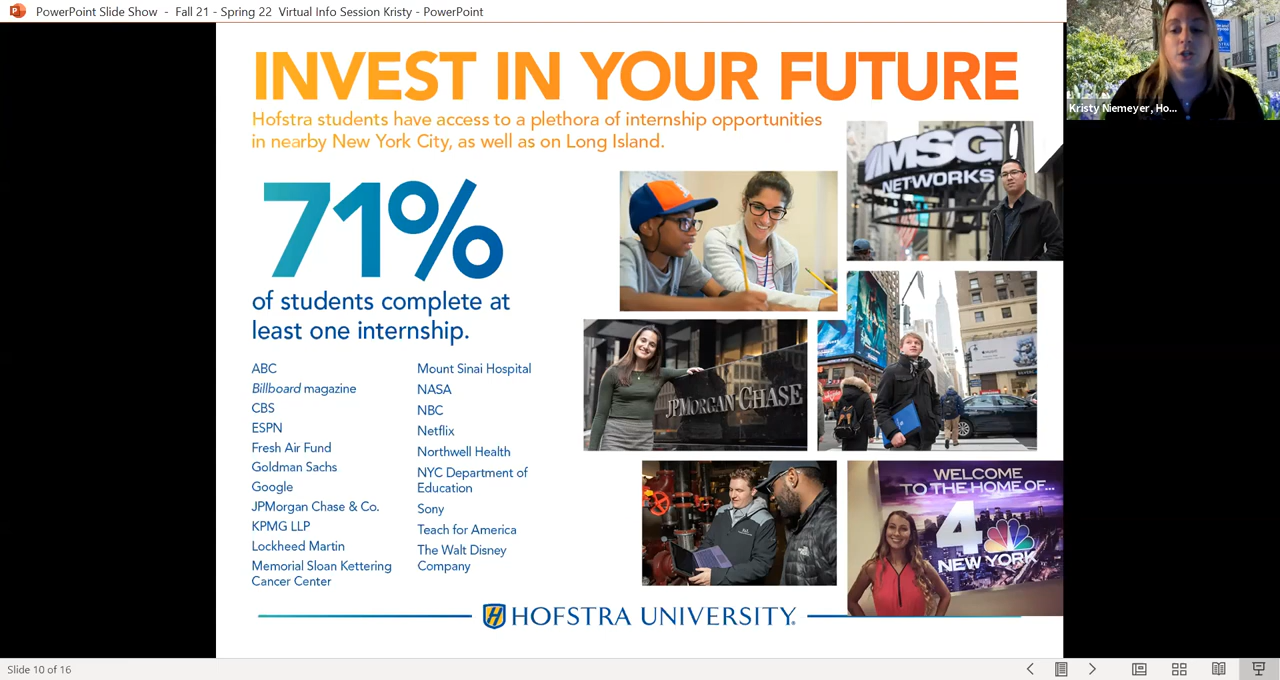 PowerPoint Slide Show - Fall 21 - Spring 22 Virtual Info Session Kristy - PowerPoint
Kristy Niemeyer, Ho...
INVEST IN YOUR FUTURE
Hofstra students have access to a plethora of internship opportunities
in nearby New York City, as well as on Long Island.
71%
of students complete at
least one internship.
ABC
Billboard magazine
CBS
ESPN
Fresh Air Fund
Goldman Sachs
Google
JPMorgan Chase & Co.
KPMG LLP
Lockheed Martin
Memorial Sloan Kettering
Cancer Center
Mount Sinai Hospital
NASA
NBC
Netflix
Northwell Health
NYC Department of
Education
Sony
Teach for America
The Walt Disney
Company
MSG
NETWORKS
JPMORGAN CHASE
WELCOME
TO THE HOME OF...
4
NEW YORK
HOFSTRA UNIVERSITY®
Slide 10 of 16